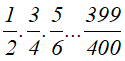 1/2 . 3/4 . 5/6 ... 399/400